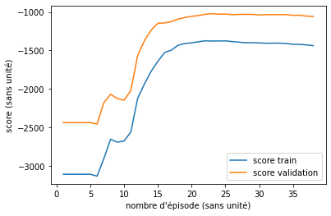 -1000
-1500
-2000
-2500
-3000
score (sans unité)
0 5 10 15 20 25 30 35
nombre d'épisode (sans unité)
score train
score validation